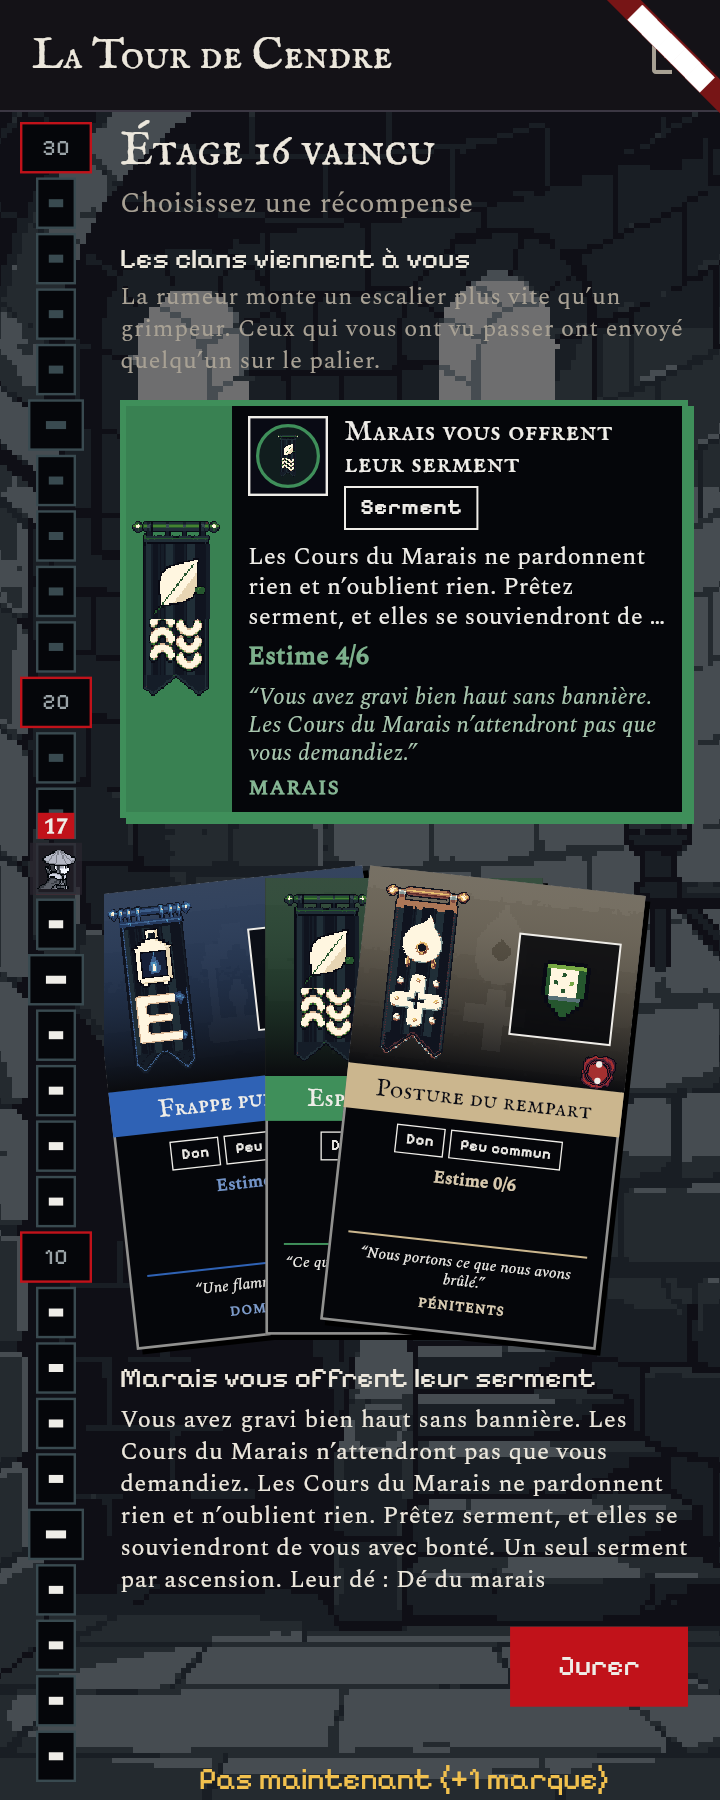 La Tour de Cendre
30
Étage 16 vaincu
Choisissez une récompense
Les clans viennent à vous
La rumeur monte un escalier plus vite qu’un
grimpeur. Ceux qui vous ont vu passer ont envoyé
quelqu’un sur le palier.
Marais vous offrent
leur serment
Serment
Les Cours du Marais ne pardonnent
rien et n’oublient rien. Prêtez
serment, et elles se souviendront de ...
Estime 4/6
“Vous avez gravi bien haut sans bannière.
Les Cours du Marais n’attendront pas que
vous demandiez.”
MARAIS
20
17
E
Frappe pu
Don
Peu
Estime
“Une flam
DOM
Esp
D
“Ce qu
Posture du rempart
Don
Peu commun
Estime 0/6
“Nous portons ce que nous avons
brûlé.”
PÉNITENTS
10
Marais vous offrent leur serment
Vous avez gravi bien haut sans bannière. Les
Cours du Marais n’attendront pas que vous
demandiez. Les Cours du Marais ne pardonnent
rien et n’oublient rien. Prêtez serment, et elles se
souviendront de vous avec bonté. Un seul serment
par ascension. Leur dé : Dé du marais
Jurer
Pas maintenant (+1 marque)